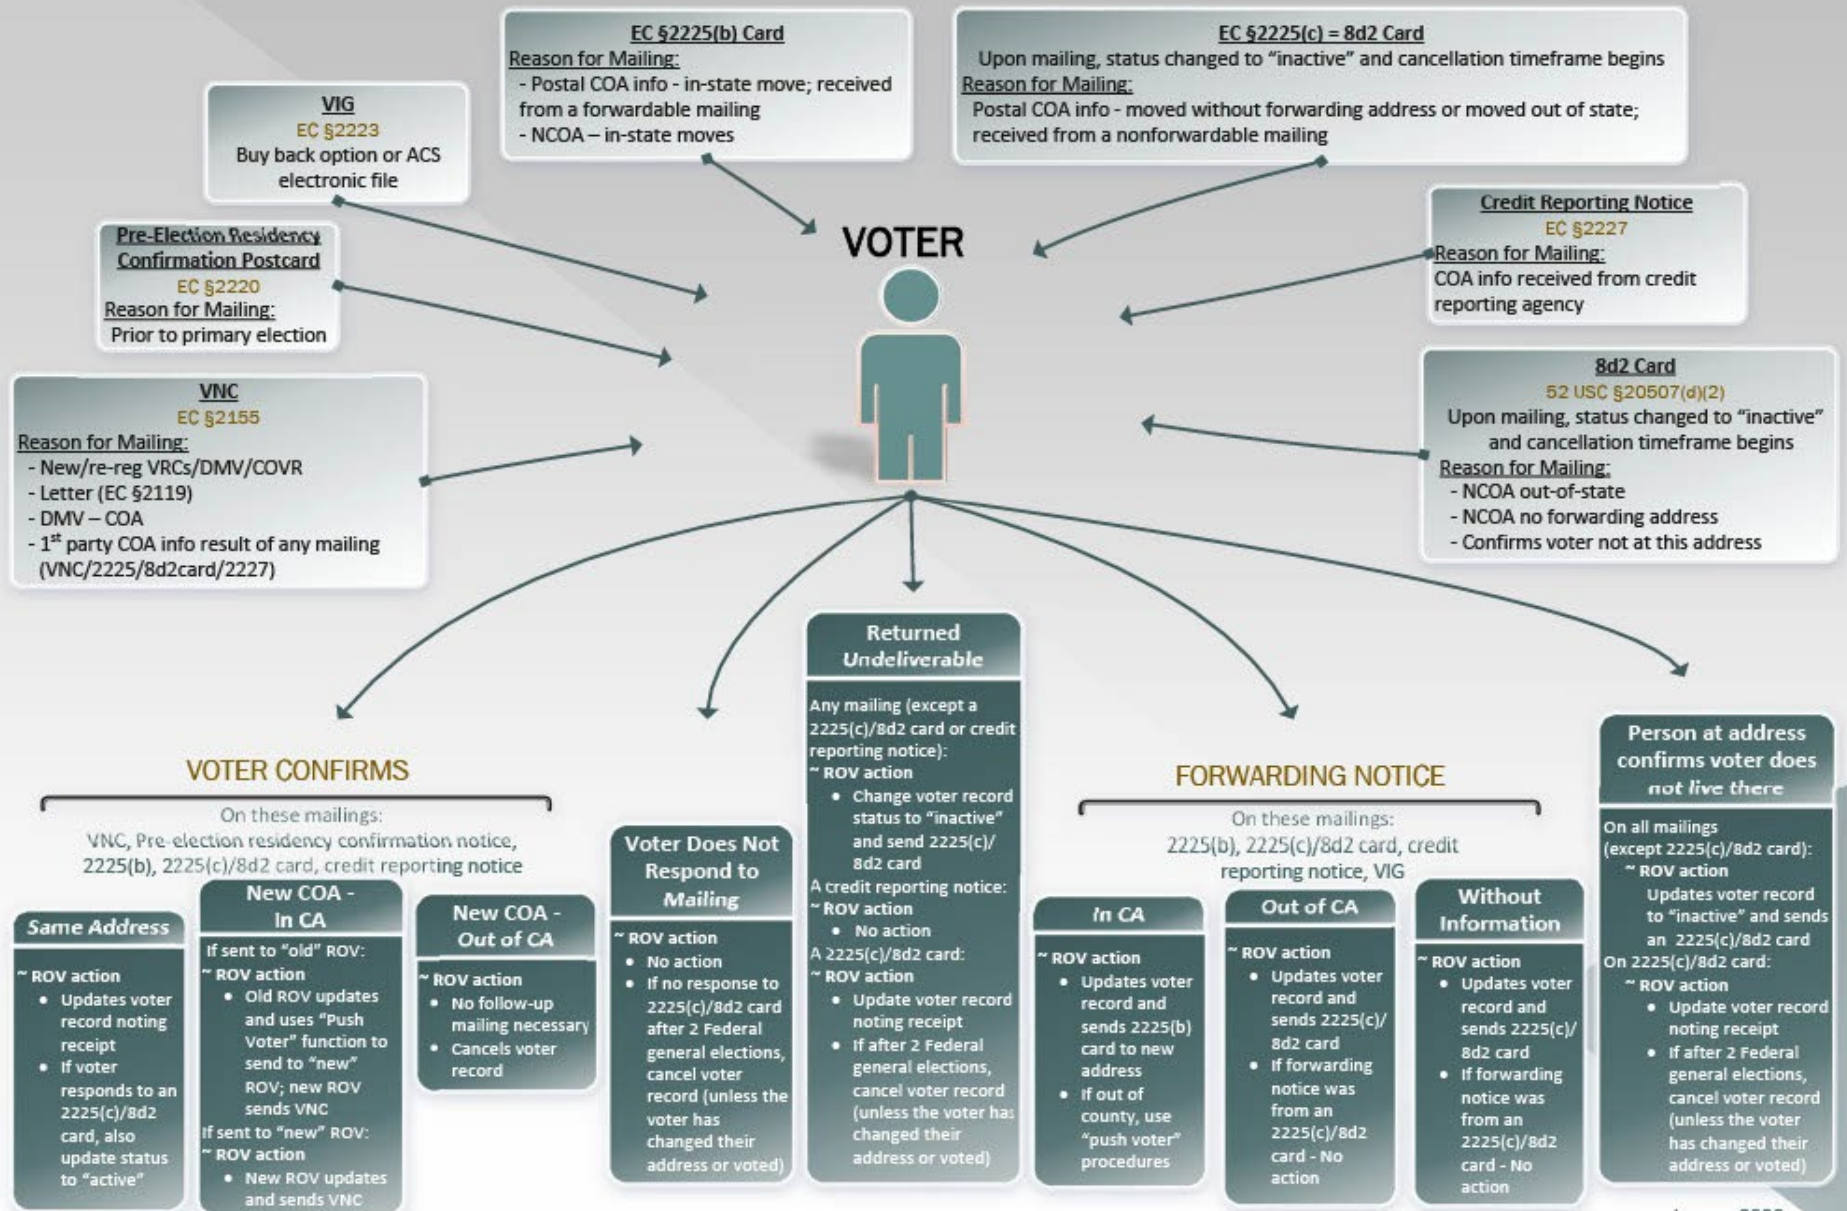 EC §2225(b) Card
Reason for Mailing:
- Postal COA info - in-state move; received
from a forwardable mailing
- NCOA – in-state moves
EC §2225(c) = 8d2 Card
Upon mailing, status changed to “inactive” and cancellation timeframe begins
Reason for Mailing:
Postal COA info - moved without forwarding address or moved out of state;
received from a nonforwardable mailing
VIG
EC §2223
Buy back option or ACS
electronic file
Credit Reporting Notice
EC §2227
Reason for Mailing:
COA info received from credit
reporting agency
Pre-Election Residency
Confirmation Postcard
EC §2220
Reason for Mailing:
Prior to primary election
VOTER
8d2 Card
52 USC §20507(d)(2)
Upon mailing, status changed to “inactive”
and cancellation timeframe begins
Reason for Mailing:
- NCOA out-of-state
- NCOA no forwarding address
- Confirms voter not at this address
VNC
EC §2155
Reason for Mailing:
- New/re-reg VRCs/DMV/COVR
- Letter (EC §2119)
- DMV – COA
- 1st party COA info result of any mailing
(VNC/2225/8d2card/2227)
VOTER CONFIRMS
On these mailings:
VNC, Pre-election residency confirmation notice,
2225(b), 2225(c)/8d2 card, credit reporting notice
Same Address
~ ROV action
• Updates voter
record noting
receipt
• If voter
responds to an
2225(c)/8d2
card, also
update status
to “active”
New COA -
In CA
If sent to “old” ROV:
~ ROV action
• Old ROV updates
and uses “Push
Voter” function to
send to “new”
ROV; new ROV
sends VNC
If sent to “new” ROV:
~ ROV action
• New ROV updates
and sends VNC
New COA -
Out of CA
~ ROV action
• No follow-up
mailing necessary
• Cancels voter
record
Voter Does Not
Respond to
Mailing
~ ROV action
• No action
• If no response to
2225(c)/8d2 card
after 2 Federal
general elections,
cancel voter
record (unless the
voter has
changed their
address or voted)
Returned
Undeliverable
Any mailing (except a
2225(c)/8d2 card or credit
reporting notice):
~ ROV action
• Change voter record
status to “inactive”
and send 2225(c)/
8d2 card
A credit reporting notice:
~ ROV action
• No action
A 2225(c)/8d2 card:
~ ROV action
• Update voter record
noting receipt
• If after 2 Federal
general elections,
cancel voter record
(unless the voter has
changed their
address or voted)
FORWARDING NOTICE
On these mailings:
2225(b), 2225(c)/8d2 card, credit
reporting notice, VIG
In CA
~ ROV action
• Updates voter
record and
sends 2225(b)
card to new
address
• If out of
county, use
“push voter”
procedures
Out of CA
~ ROV action
• Updates voter
record and
sends 2225(c)/
8d2 card
• If forwarding
notice was
from an
2225(c)/8d2
card - No
action
Without
Information
~ ROV action
• Updates voter
record and
sends 2225(c)/
8d2 card
• If forwarding
notice was
from an
2225(c)/8d2
card - No
action
Person at address
confirms voter does
not live there
On all mailings
(except 2225(c)/8d2 card):
~ ROV action
Updates voter record
to “inactive” and sends
an 2225(c)/8d2 card
On 2225(c)/8d2 card:
~ ROV action
• Update voter record
noting receipt
• If after 2 Federal
general elections,
cancel voter record
(unless the voter
has changed their
address or voted)